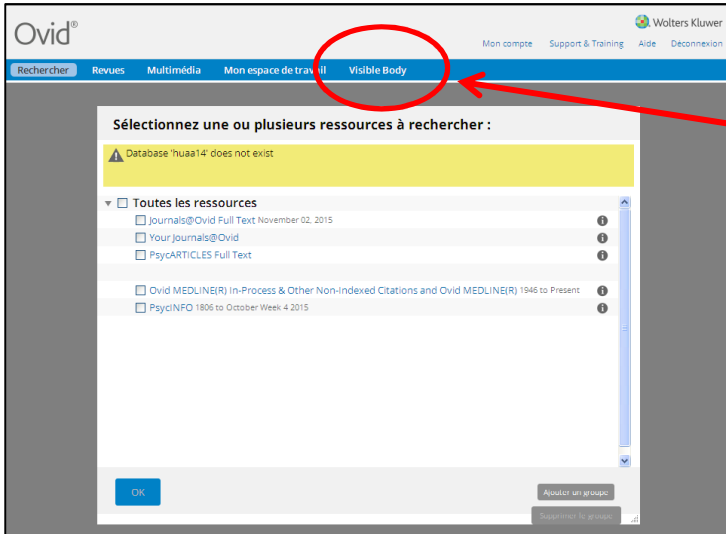 Ovid®
Wolters Kluwer
Mon compte Support & Training Aide Déconnexion
Rechercher Revues Multimédia Mon espace de travail Visible Body
Sélectionnez une ou plusieurs ressources à rechercher :
Database 'huaa14' does not exist
Toutes les ressources
Journals@Ovid Full Text November 02, 2015
Your Journals@Ovid
PsycARTICLES Full Text
Ovid MEDLINE(R) In-Process & Other Non-Indexed Citations and Ovid MEDLINE(R) 1946 to Present
PsycINFO 1806 to October Week 4 2015
OK
Ajouter un groupe
Supprimer le groupe